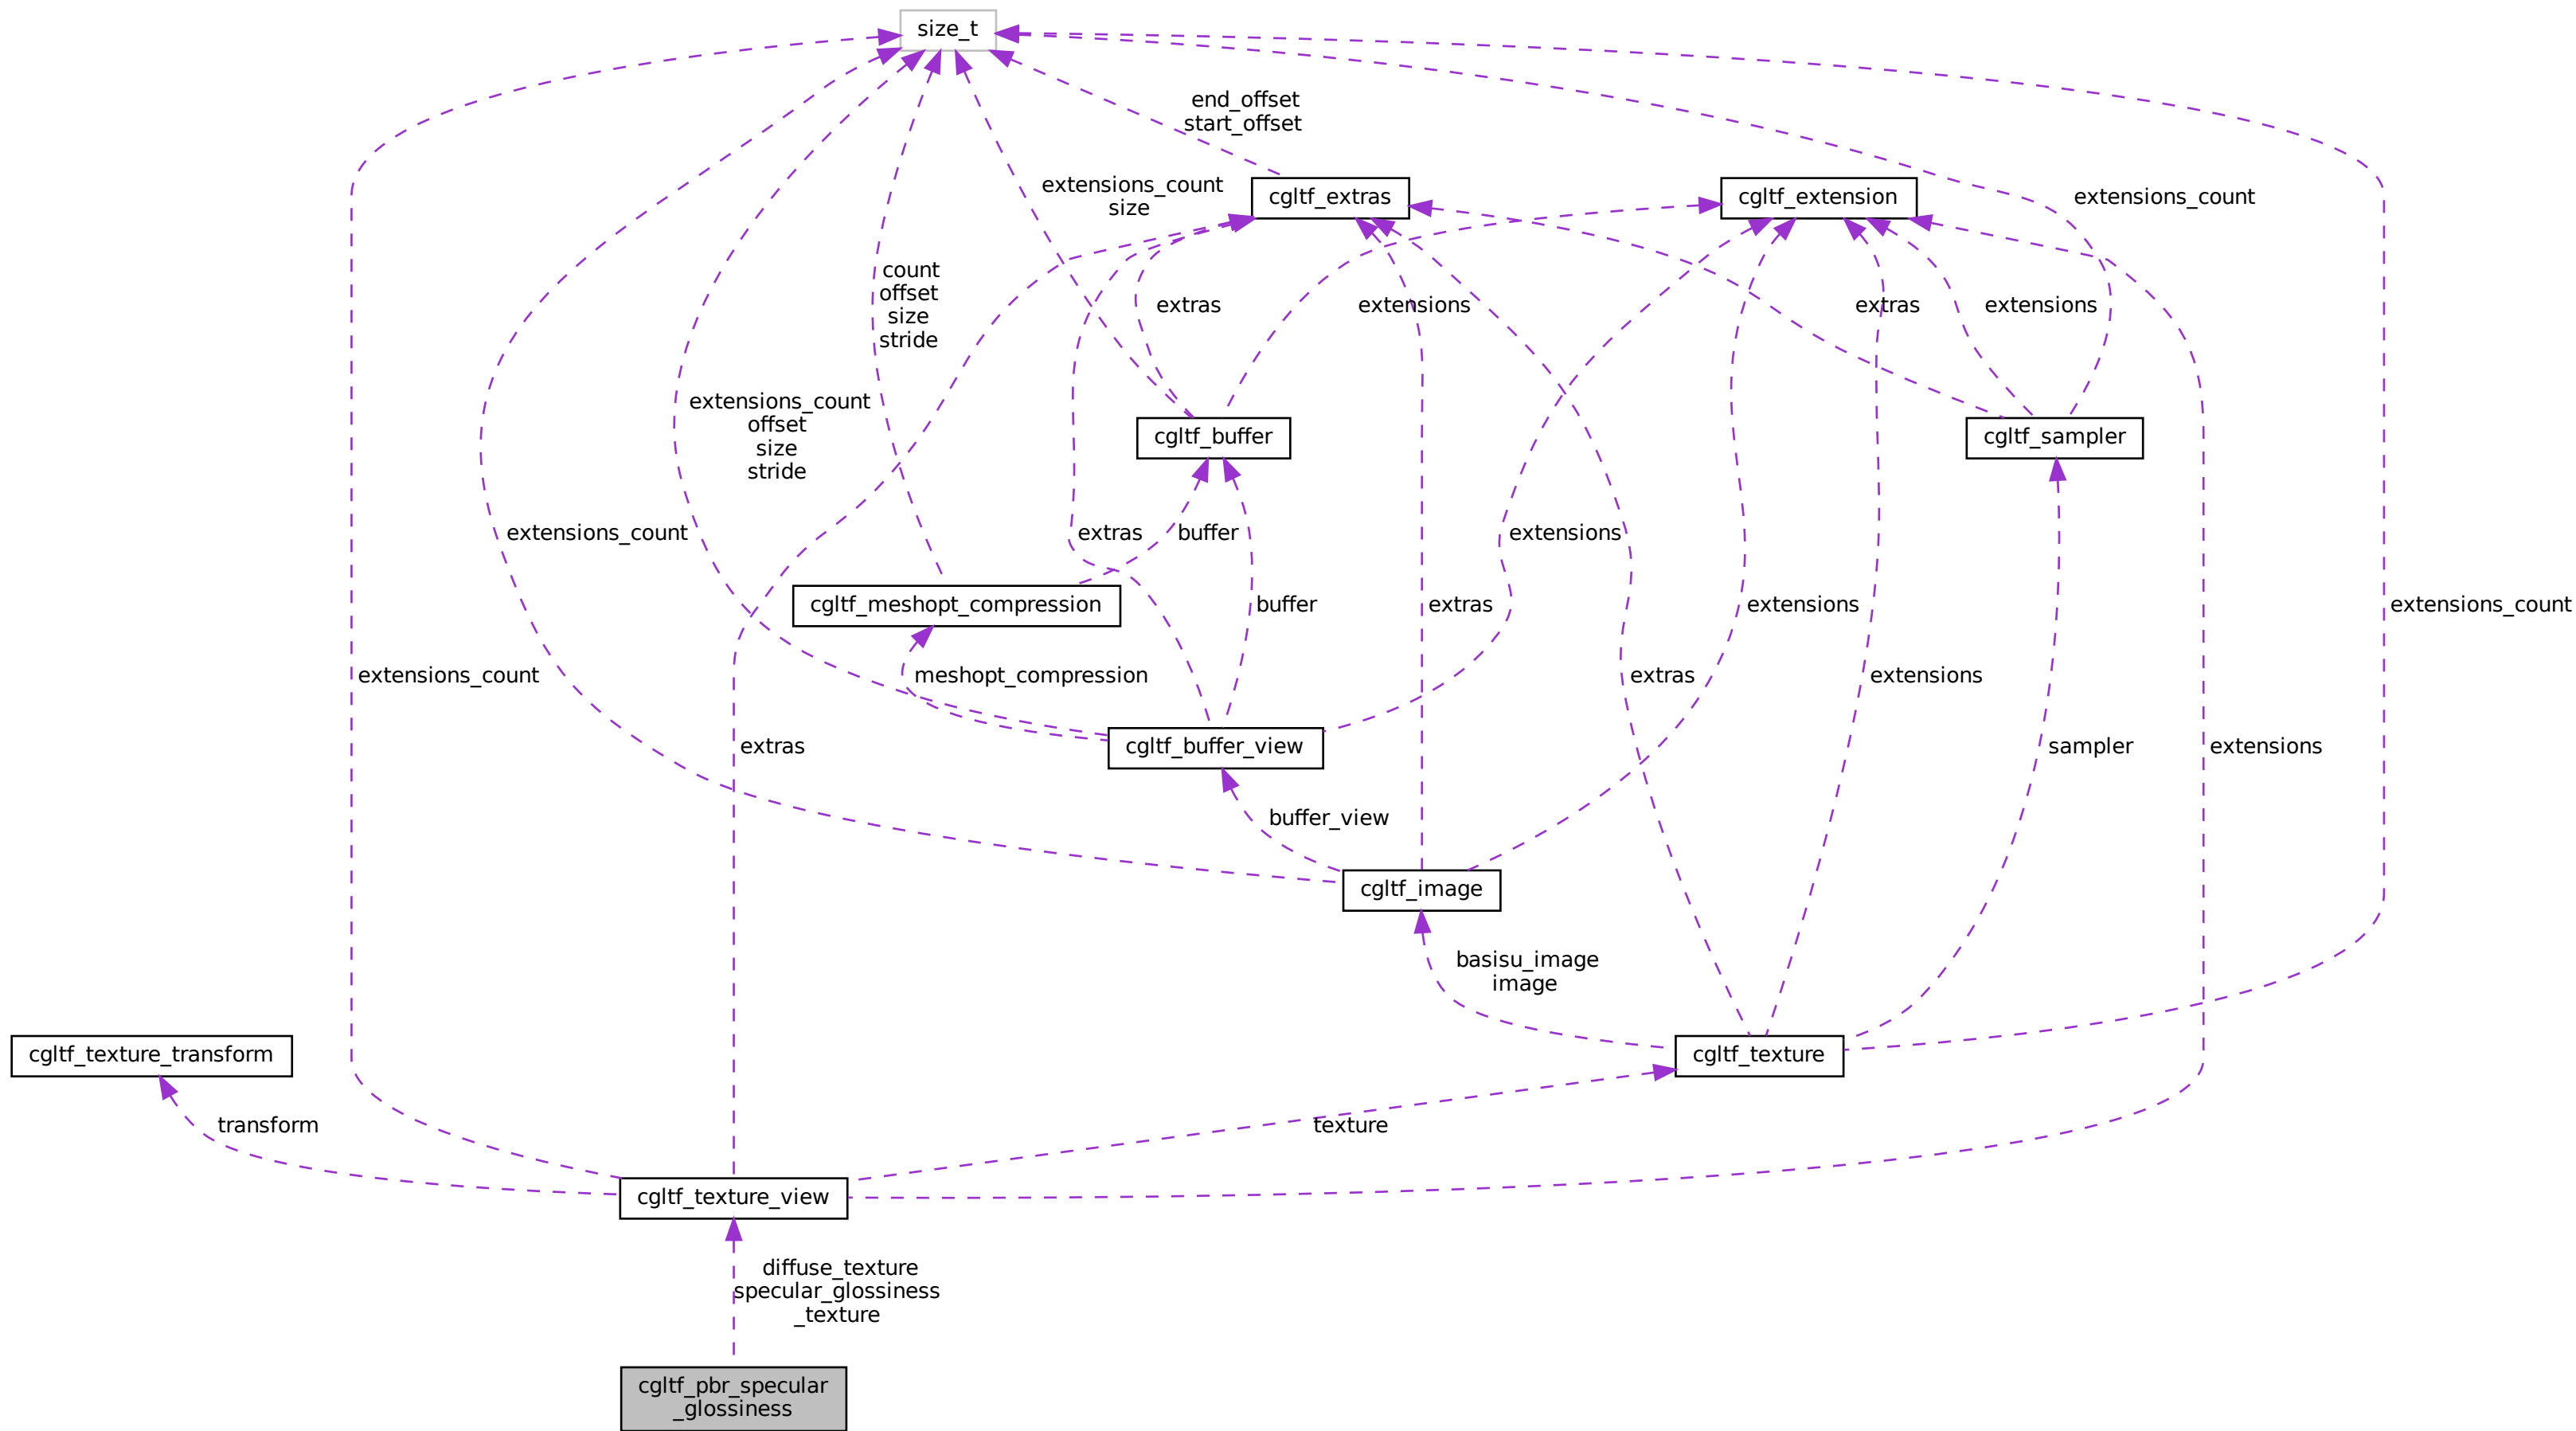 size_t
end_offset
start_offset
extensions_count
size
cgltf_extras
cgltf_extension
extensions_count
count
offset
size
stride
extras
extensions
extras
extensions
extensions_count
offset
size
stride
cgltf_buffer
cgltf_sampler
extensions_count
extras
buffer
extensions
cgltf_meshopt_compression
buffer
extras
extensions
extensions_count
extensions_count
meshopt_compression
extras
extensions
extras
cgltf_buffer_view
sampler
extensions
buffer_view
cgltf_image
basisu_image
image
cgltf_texture_transform
cgltf_texture
transform
texture
cgltf_texture_view
diffuse_texture
specular_glossiness
_texture
cgltf_pbr_specular
_glossiness